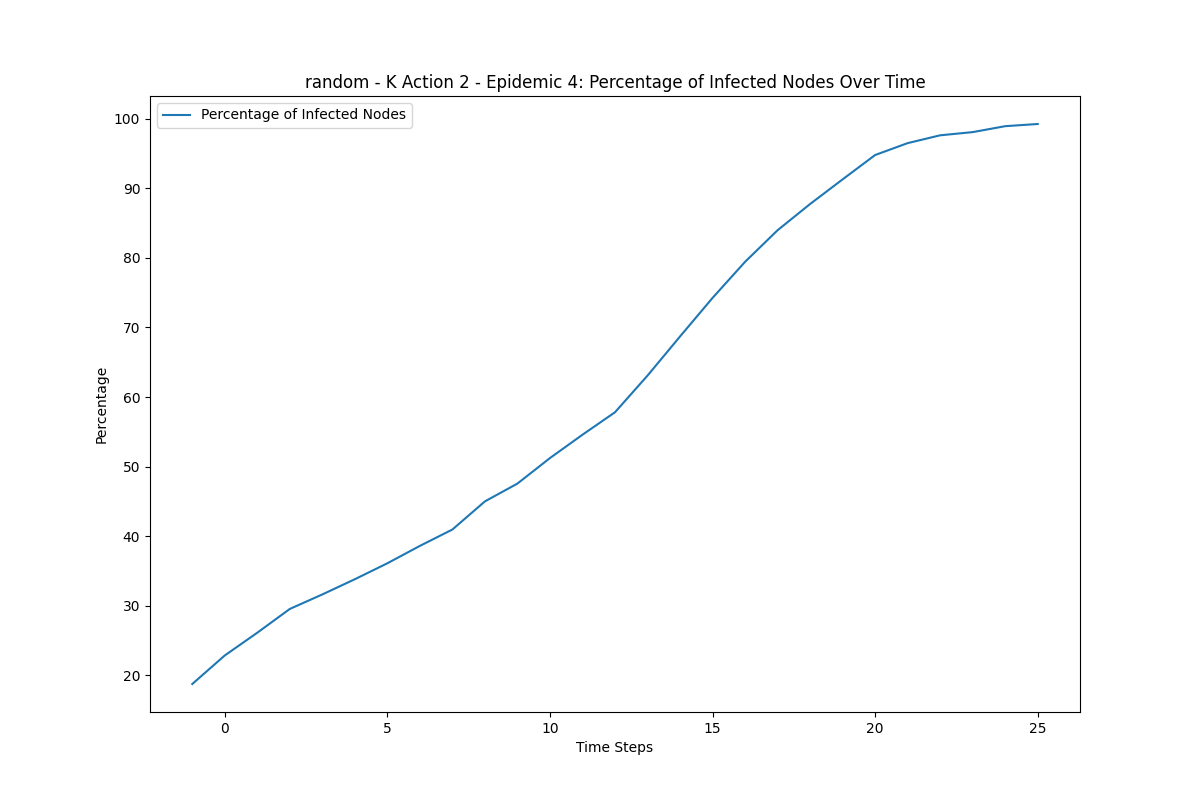 random - K Action 2 - Epidemic 4: Percentage of Infected Nodes Over Time
Percentage of Infected Nodes
100
90
80
70
60
50
40
30
20
Percentage
0 5 10 15 20 25
Time Steps